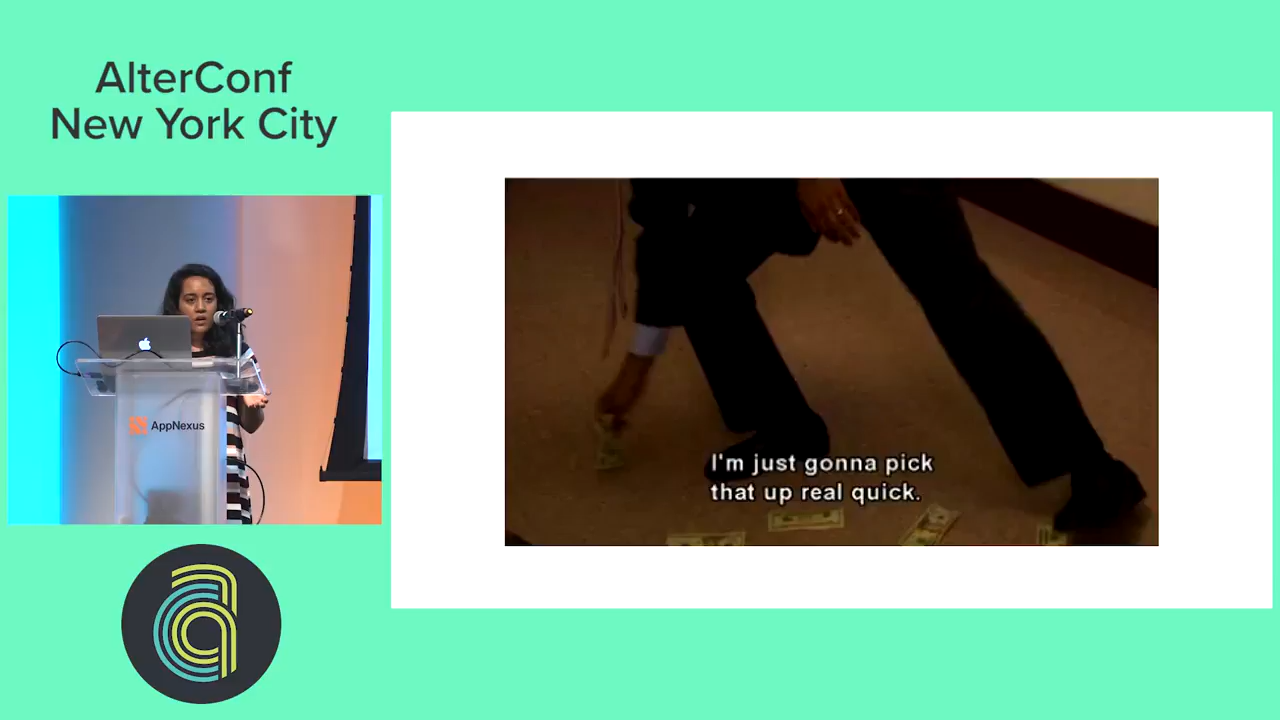 AlterConf
New York City
AppNexus
I'm just gonna pick
that up real quick.